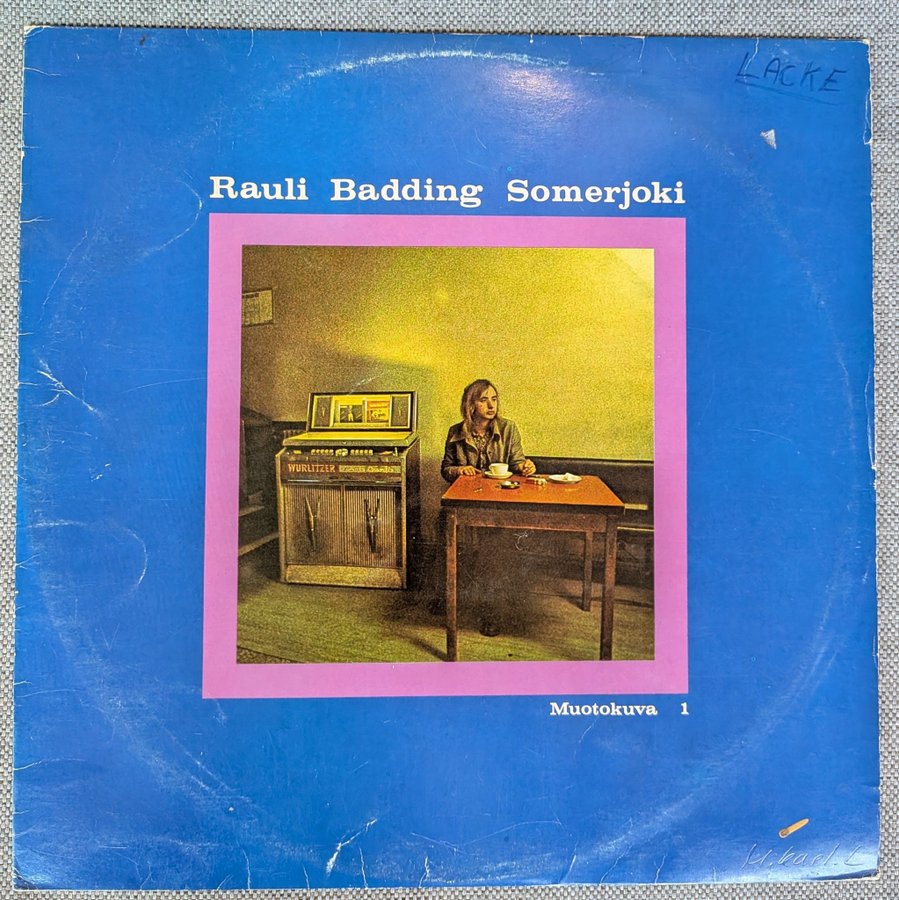 LACKE
Rauli Badding Somerjoki
WURLITZER
Muotokuva 1